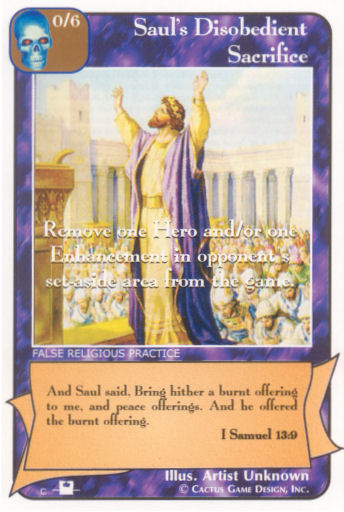 0/6
Saul's Disobedient
Sacrifice
Remove one Hero and/or one
Enhancement in opponent's
set-aside area from the game.
FALSE RELIGIOUS PRACTICE
And Saul said, Bring hither a burnt offering
to me, and peace offerings. And he offered
the burnt offering.
I Samuel 13:9
Illus. Artist Unknown
C
© CACTUS GAME DESIGN, INC.